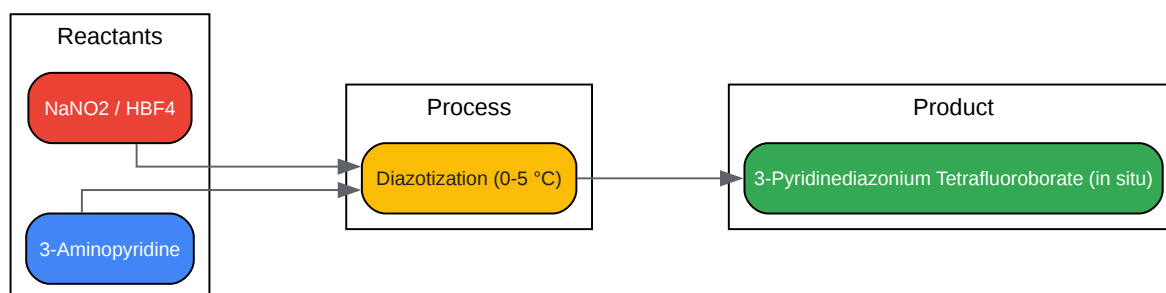 Reactants
NaNO2 / HBF4
3-Aminopyridine
Process
Diazotization (0-5 °C)
Product
3-Pyridinediazonium Tetrafluoroborate (in situ)